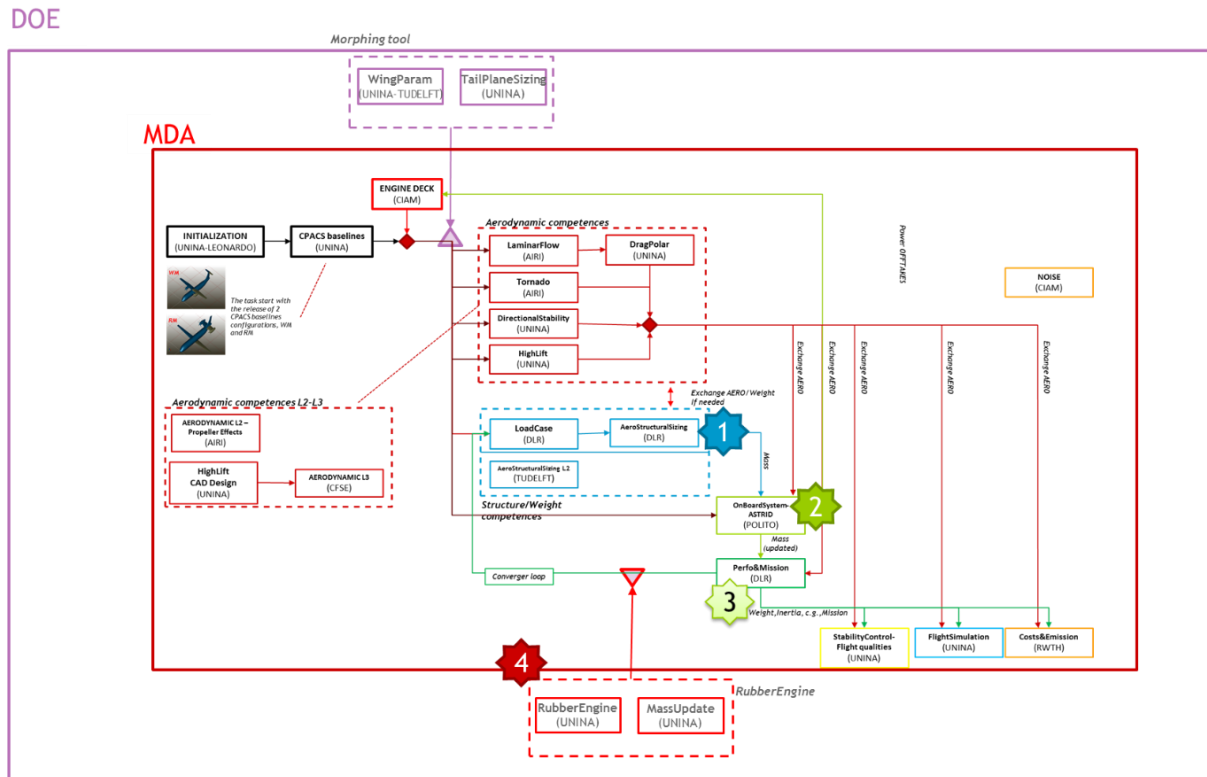 DOE
Morphing tool
WingParam
(UNINA-TUDELFT)
TailPlaneSizing
(UNINA)
MDA
ENGINE DECK
(CIAM)
INITIALIZATION
(UNINA-LEONARDO)
CPACS baselines
(UNINA)
WM
RM
The task start with
the release of 2
CPACS baselines
configurations, WM
and RM
Aerodynamic competences
LaminarFlow
(AIRI)
DragPolar
(UNINA)
Tornado
(AIRI)
DirectionalStability
(UNINA)
HighLift
(UNINA)
Power OFFTAKES
NOISE
(CIAM)
Exchange AERO
Exchange AERO
Exchange AERO
Exchange AERO
Exchange AERO
Exchange AERO/Weight
If needed
Aerodynamic competences L2-L3
AERODYNAMIC L2 –
Propeller Effects
(AIRI)
HighLift
CAD Design
(UNINA)
AERODYNAMIC L3
(CFSE)
LoadCase
(DLR)
AeroStructuralSizing
(DLR)
1
AeroStructuralSizing L2
(TUDELFT)
Mass
Structure/Weight
competences
OnBoardSystem-
ASTRID
(POLITO)
2
Mass
(updated)
Converger loop
Perfo&Mission
(DLR)
3
Weight,Inertia, c.g.,Mission
StabilityControl-
Flight qualities
(UNINA)
FlightSimulation
(UNINA)
Costs&Emission
(RWTH)
4
RubberEngine
RubberEngine
(UNINA)
MassUpdate
(UNINA)